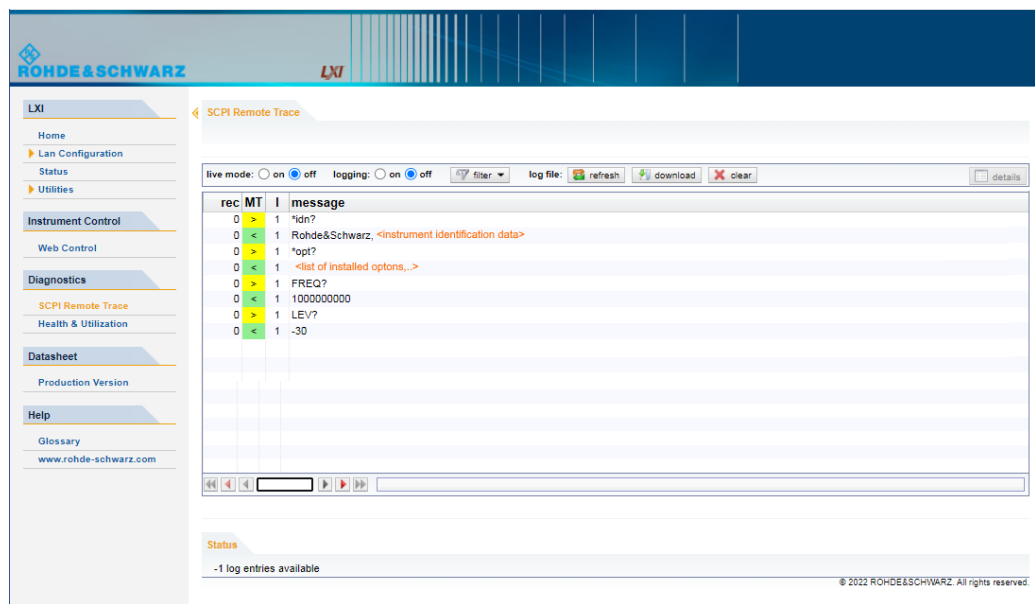 ROHDE&SCHWARZ
LXI
LXI
Home
Lan Configuration
Status
Utilities
Instrument Control
Web Control
Diagnostics
SCPI Remote Trace
Health & Utilization
Datasheet
Production Version
Help
Glossary
www.rohde-schwarz.com
SCPI Remote Trace
live mode: on off logging: on off filter log file: refresh download clear details
rec MT I message
0 > 1 *idn?
0 < 1 Rohde&Schwarz, <instrument identification data>
0 > 1 *opt?
0 < 1 <list of installed optons,..>
0 > 1 FREQ?
0 < 1 1000000000
0 > 1 LEV?
0 < 1 -30
Status
-1 log entries available
© 2022 ROHDE&SCHWARZ. All rights reserved.